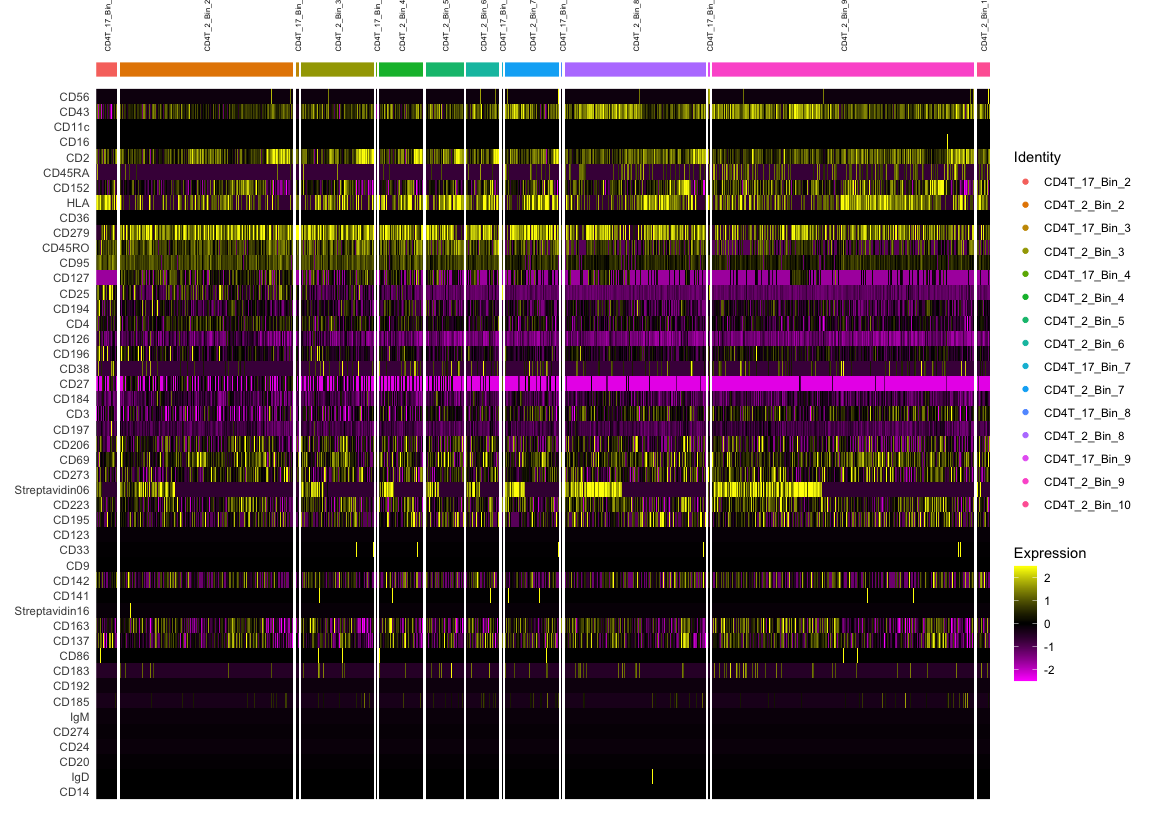 CD4T_17_Bin_
CD4T_2_Bin_2
CD4T_17_Bin_
CD4T_2_Bin_3
CD4T_17_Bin_
CD4T_2_Bin_4
CD4T_2_Bin_5
CD4T_2_Bin_6
CD4T_17_Bin_
CD4T_2_Bin_7
CD4T_17_Bin_
CD4T_2_Bin_8
CD4T_17_Bin_
CD4T_2_Bin_9
CD4T_2_Bin_1
CD56
CD43
CD11c
CD16
CD2
CD45RA
CD152
HLA
CD36
CD279
CD45RO
CD95
CD127
CD25
CD194
CD4
CD126
CD196
CD38
CD27
CD184
CD3
CD197
CD206
CD69
CD273
Streptavidin06
CD223
CD195
CD123
CD33
CD9
CD142
CD141
Streptavidin16
CD163
CD137
CD86
CD183
CD192
CD185
IgM
CD274
CD24
CD20
IgD
CD14
Identity
CD4T_17_Bin_2
CD4T_2_Bin_2
CD4T_17_Bin_3
CD4T_2_Bin_3
CD4T_17_Bin_4
CD4T_2_Bin_4
CD4T_2_Bin_5
CD4T_2_Bin_6
CD4T_17_Bin_7
CD4T_2_Bin_7
CD4T_17_Bin_8
CD4T_2_Bin_8
CD4T_17_Bin_9
CD4T_2_Bin_9
CD4T_2_Bin_10
Expression
2
1
0
-1
-2